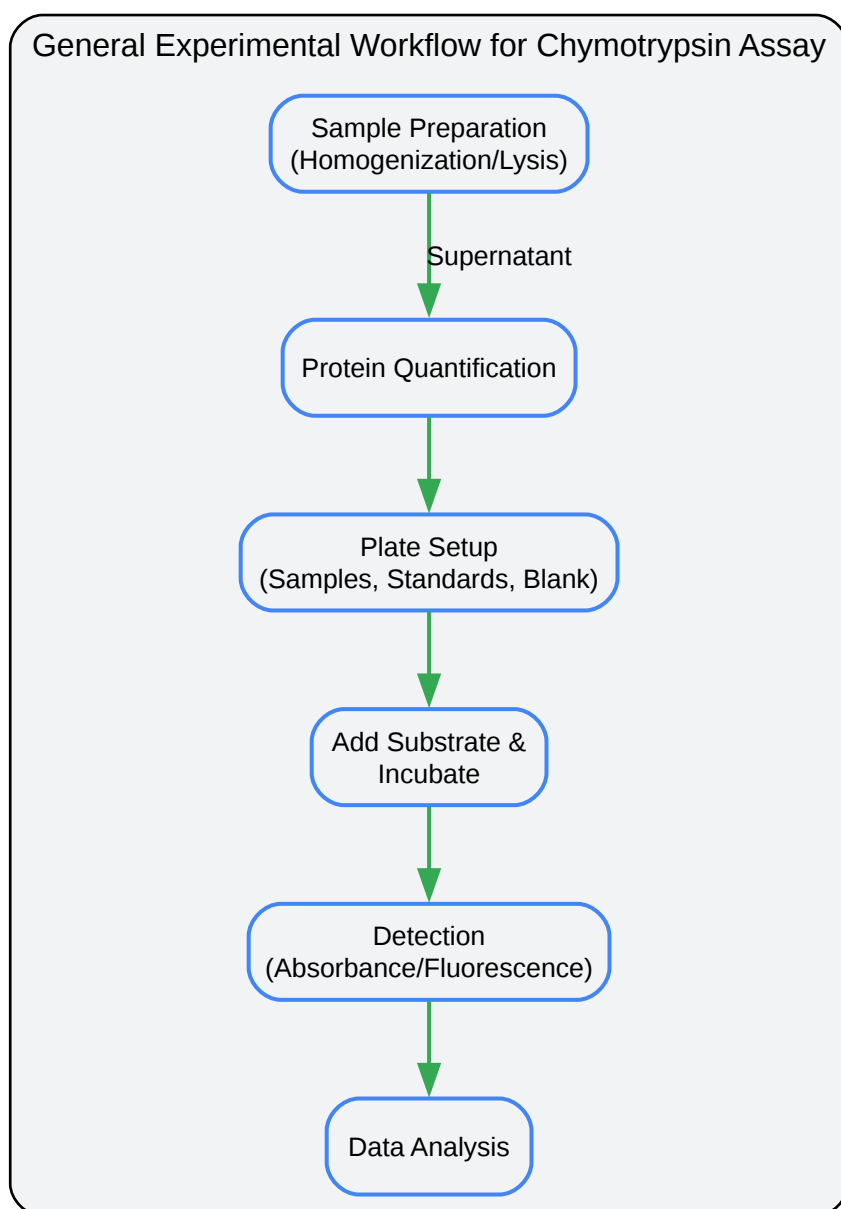 General Experimental Workflow for Chymotrypsin Assay
Sample Preparation
(Homogenization/Lysis)
Supernatant
Protein Quantification
Plate Setup
(Samples, Standards, Blank)
Add Substrate &
Incubate
Detection
(Absorbance/Fluorescence)
Data Analysis